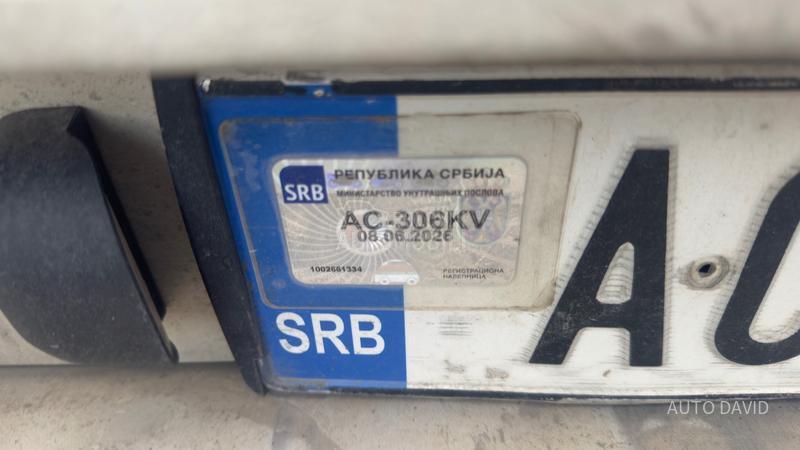 SRB
РЕПУБЛИКА СРБИЈА
МИНИСТАРСТВО УНУТРАШЊИХ ПОСЛОВА
AC-306KV
08.06.2026
1002681334
РЕГИСТРАЦИОНА
НАЛЕПНИЦА
SRB
AC
AUTO DAVID